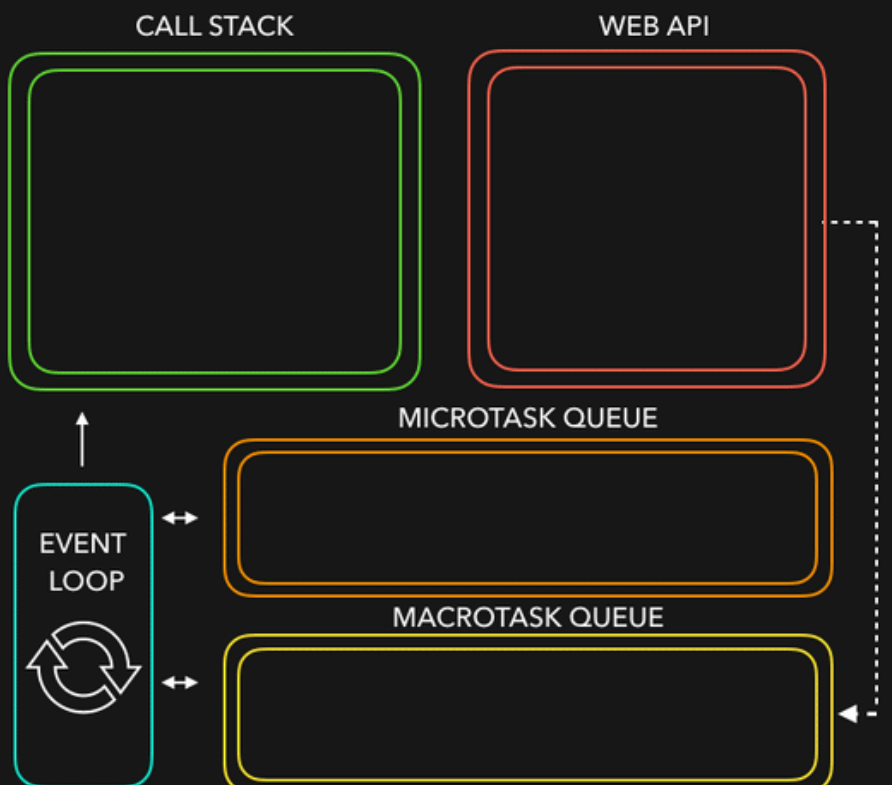 CALL STACK
WEB API
MICROTASK QUEUE
EVENT
LOOP
MACROTASK QUEUE